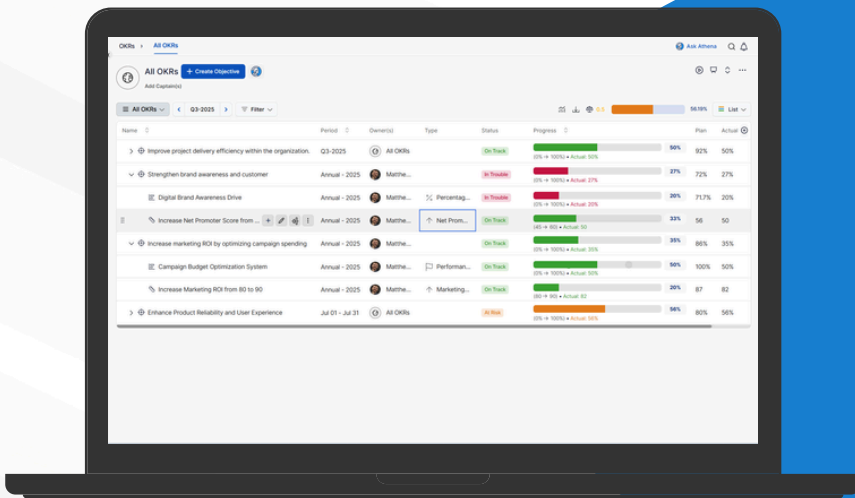 OKRs > All OKRs Ask Athena
All OKRs + Create Objective
Add Captain(s)
All OKRs Q3-2025 Filter 56.19% List
Name Period Owner(s) Type Status Progress Plan Actual
Improve project delivery efficiency within the organization. Q3-2025 All OKRs On Track 50% 92% 50%
(0% → 100%) • Actual: 50%
Strengthen brand awareness and customer Annual - 2025 Matthe... In Trouble 27% 72% 27%
(0% → 100%) • Actual: 27%
Digital Brand Awareness Drive Annual - 2025 Matthe... Percentag... In Trouble 20% 71.7% 20%
(0% → 100%) • Actual: 20%
Increase Net Promoter Score from ... Annual - 2025 Matthe... Net Prom... On Track 33% 56 50
(45 → 60) • Actual: 50
Increase marketing ROI by optimizing campaign spending Annual - 2025 Matthe... On Track 35% 86% 35%
(0% → 100%) • Actual: 35%
Campaign Budget Optimization System Annual - 2025 Matthe... Performan... On Track 50% 100% 50%
(0% → 100%) • Actual: 50%
Increase Marketing ROI from 80 to 90 Annual - 2025 Matthe... Marketing... On Track 20% 87 82
(80 → 90) • Actual: 82
Enhance Product Reliability and User Experience Jul 01 - Jul 31 All OKRs At Risk 56% 80% 56%
(0% → 100%) • Actual: 56%